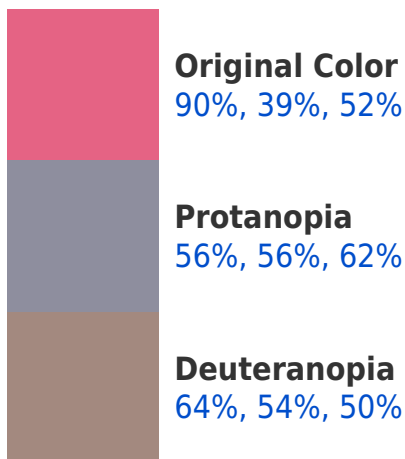 Original Color
90%, 39%, 52%
Protanopia
56%, 56%, 62%
Deuteranopia
64%, 54%, 50%